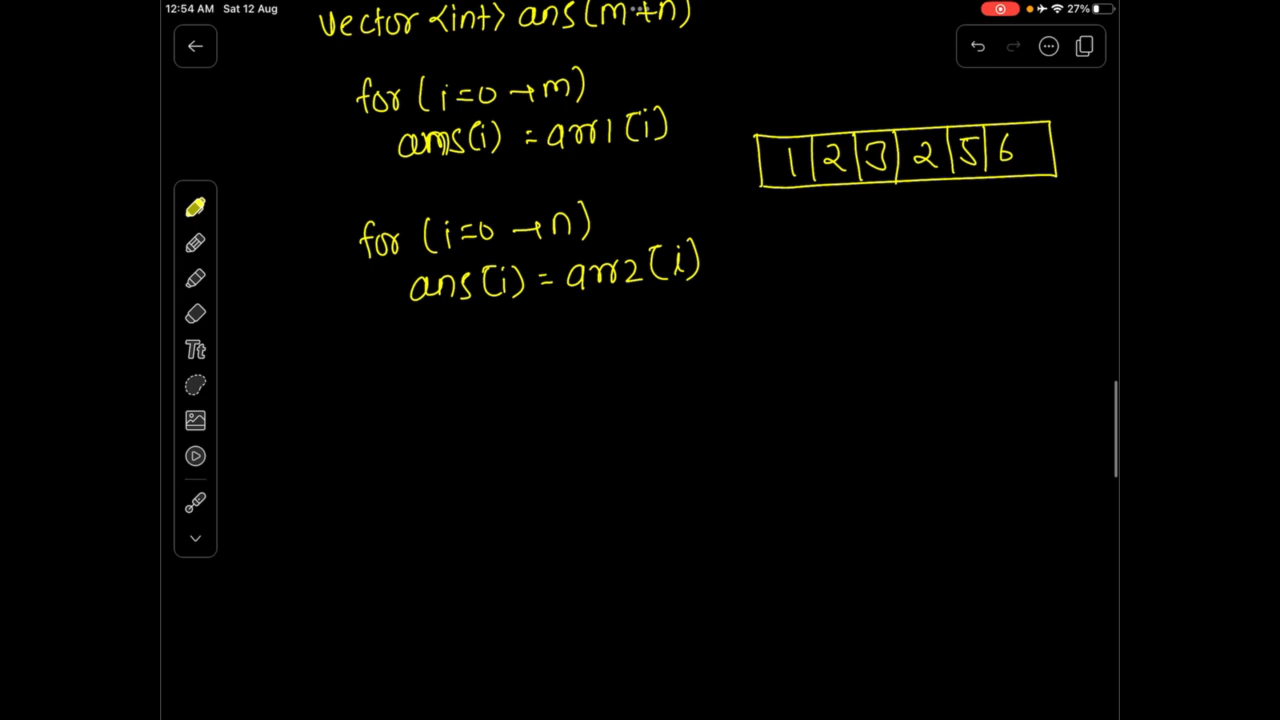 12:54 AM Sat 12 Aug
27%
vector <int> ans(m+n)
for (i=0 → m)
ans(i) = arr1(i)
1 2 3 2 5 6
for (i=0 → n)
ans(i) = arr2(i)
Tt